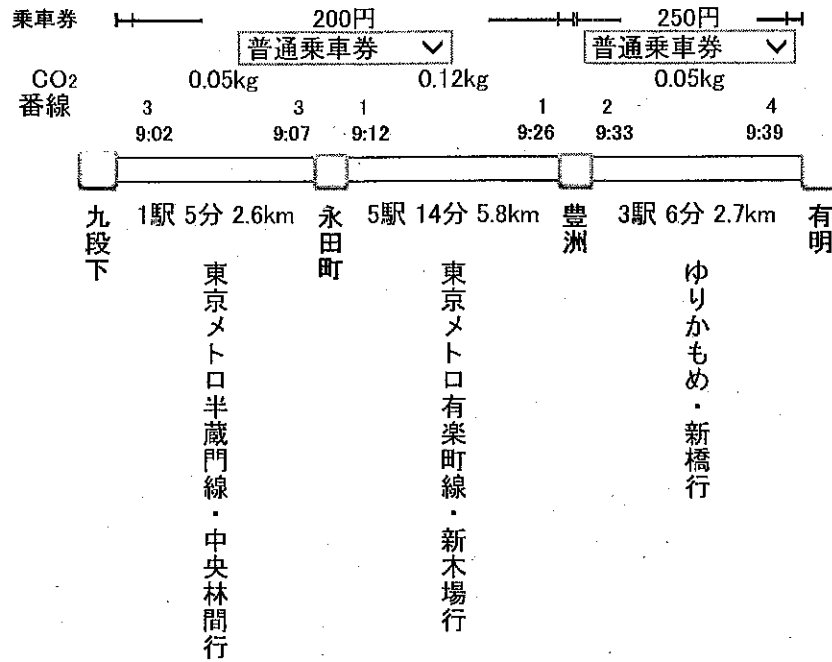 乗車券 200円 250円
普通乗車券 普通乗車券
CO2 0.05kg 0.12kg 0.05kg
番線 3 3 1 1 2 4
9:02 9:07 9:12 9:26 9:33 9:39
1駅 5分 2.6km 5駅 14分 5.8km 3駅 6分 2.7km
九段下
東京メトロ半蔵門線・中央林間行
永田町
東京メトロ有楽町線・新木場行
豊洲
ゆりかもめ・新橋行
有明